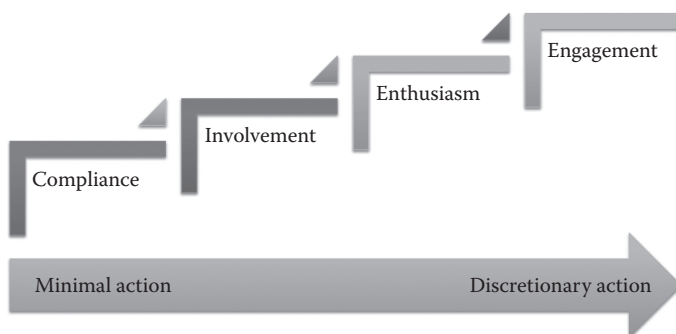 Engagement
Enthusiasm
Involvement
Compliance
Minimal action
Discretionary action